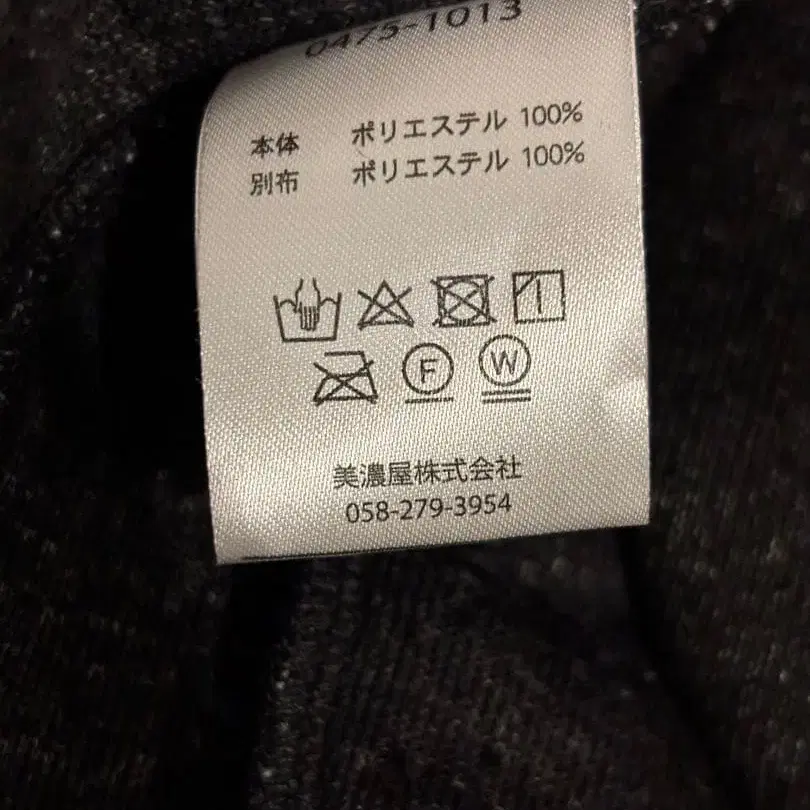 0475-1013
本体 ポリエステル 100%
別布 ポリエステル 100%
F W
美濃屋株式会社
058-279-3954